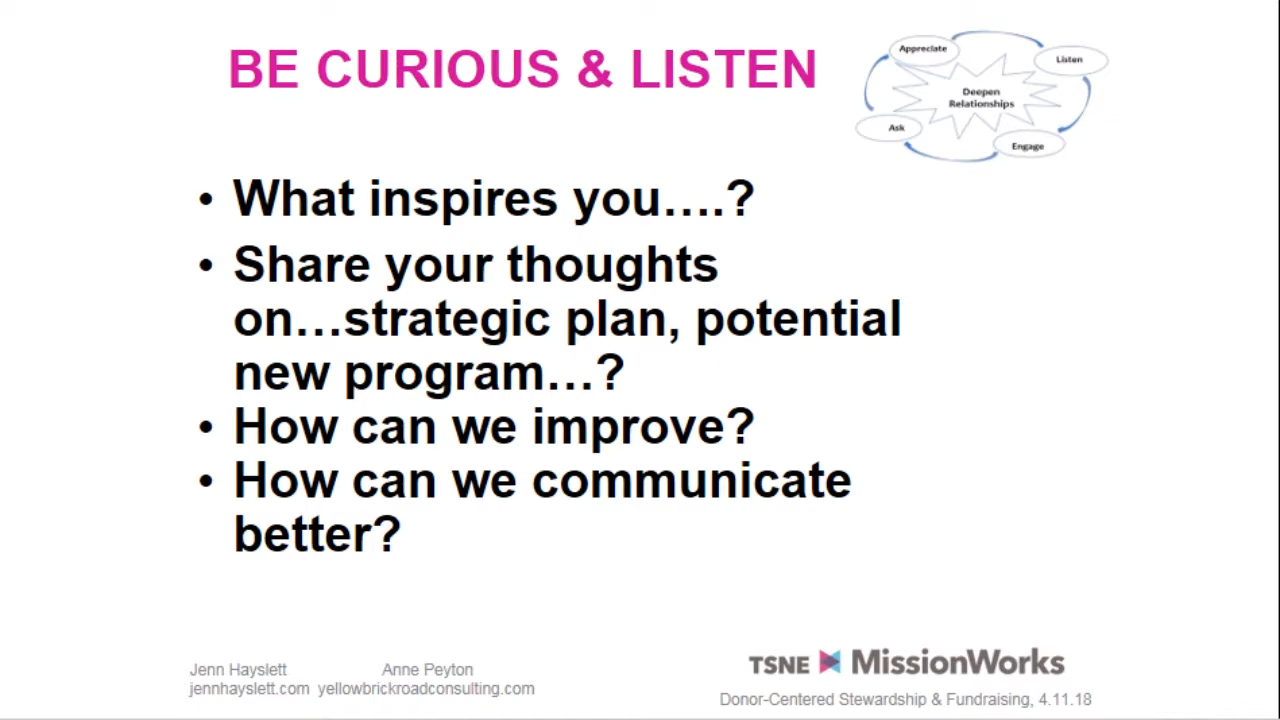 BE CURIOUS & LISTEN
Appreciate
Listen
Deepen
Relationships
Ask
Engage
• What inspires you….?
• Share your thoughts
on…strategic plan, potential
new program…?
• How can we improve?
• How can we communicate
better?
Jenn Hayslett
jennhayslett.com
Anne Peyton
yellowbrickroadconsulting.com
TSNE MissionWorks
Donor-Centered Stewardship & Fundraising, 4.11.18